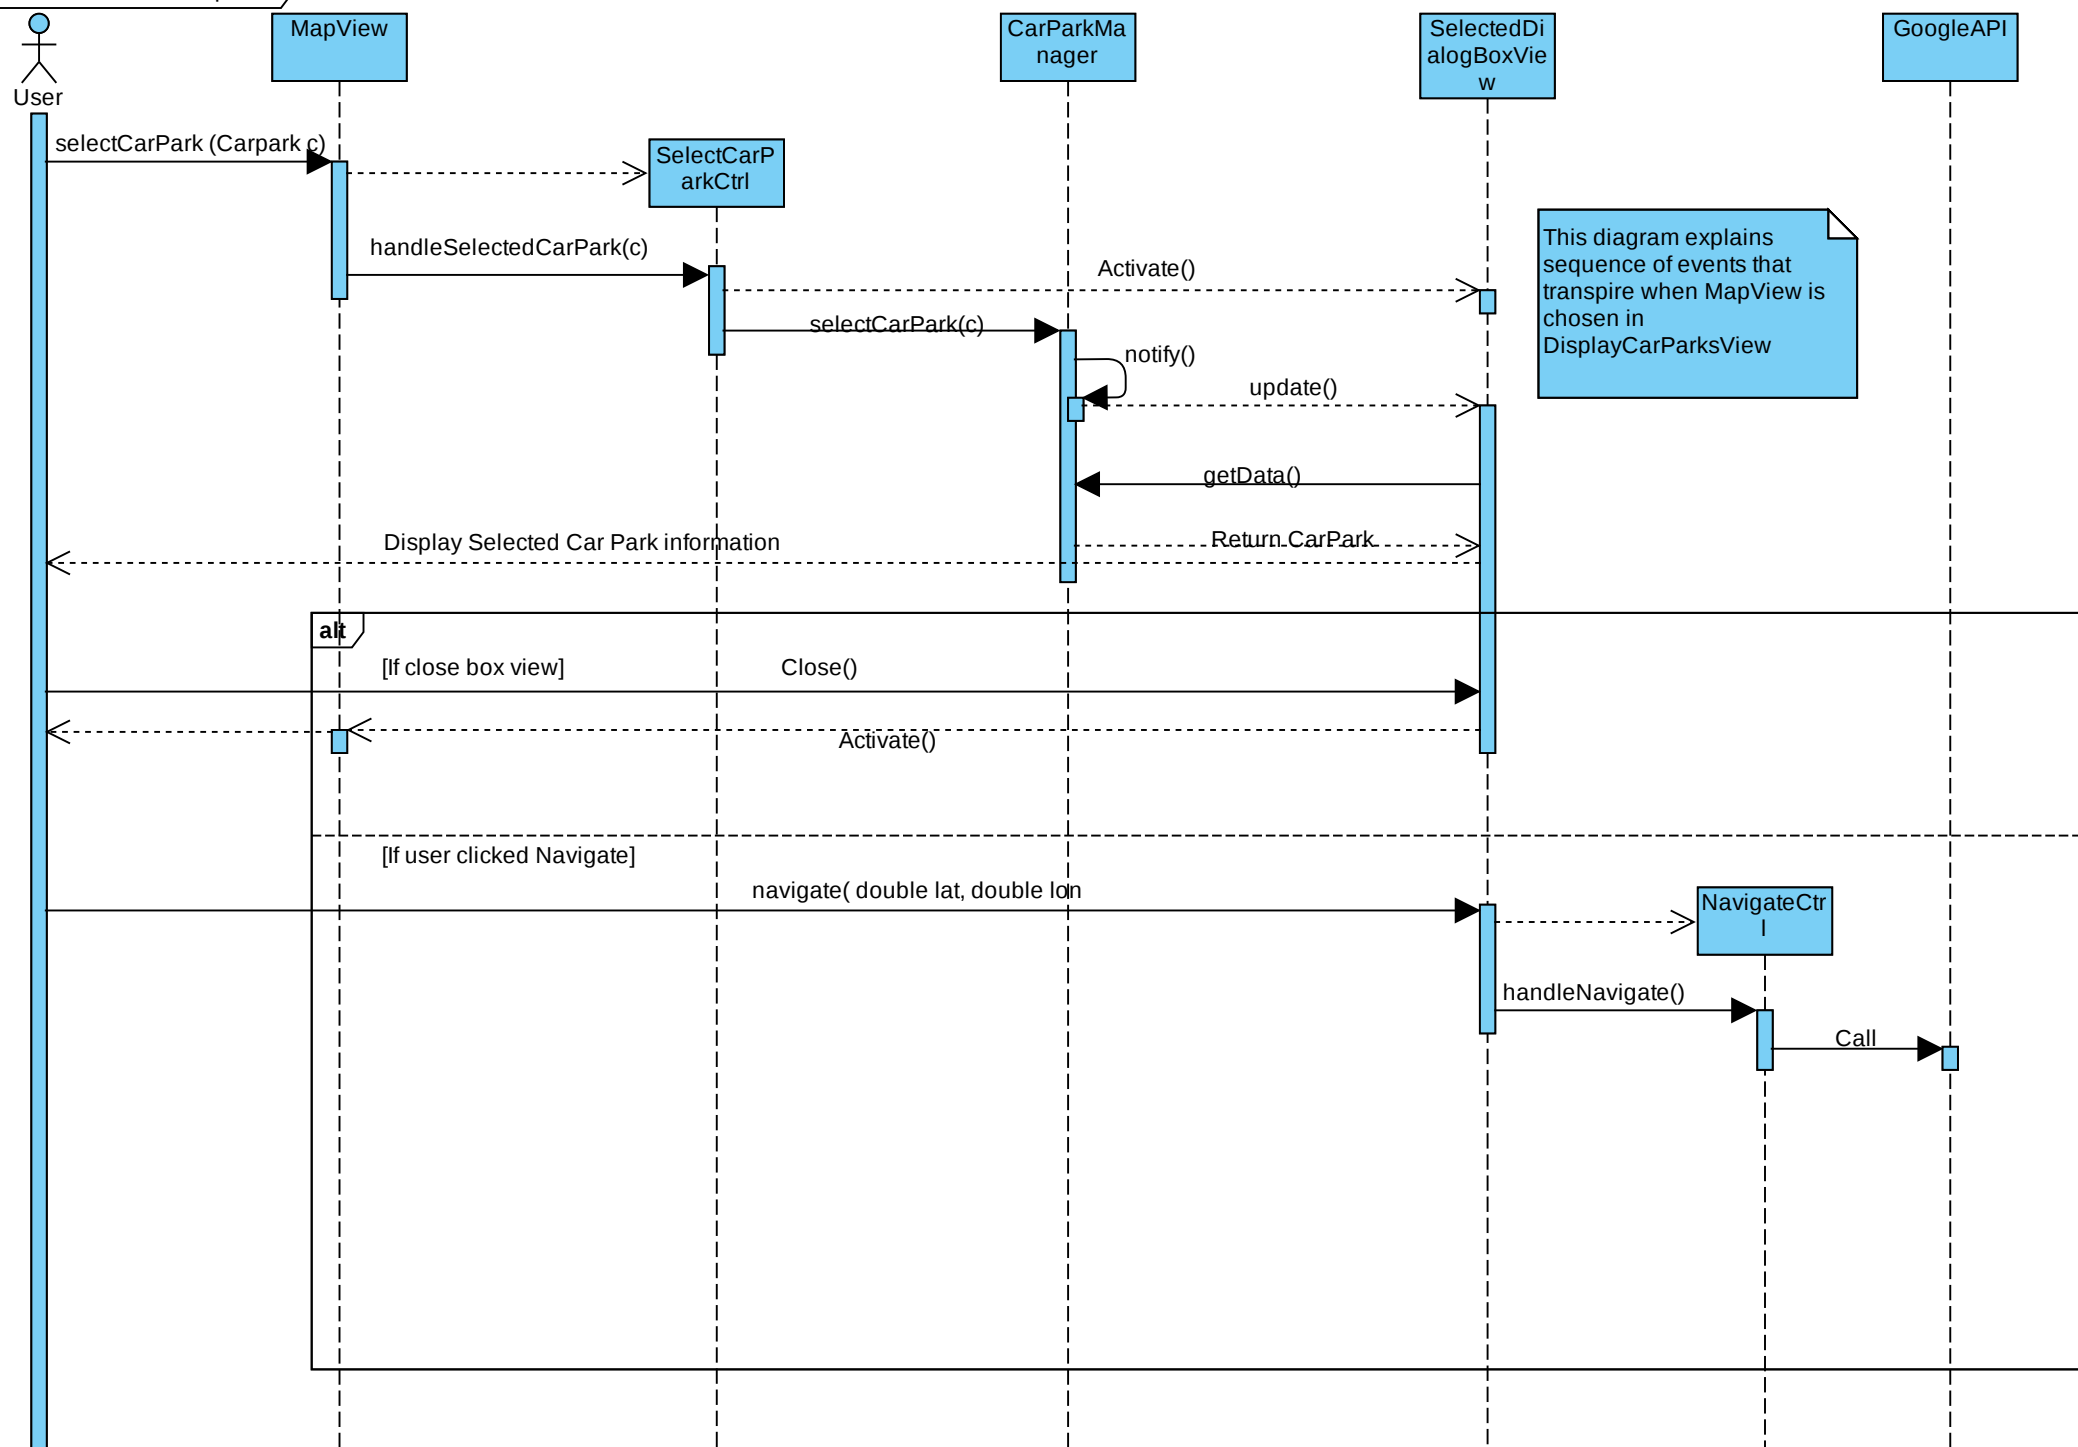 MapView
CarParkMa
nager
SelectedDi
alogBoxVie
w
GoogleAPI
User
selectCarPark (Carpark c)
SelectCarP
arkCtrl
handleSelectedCarPark(c)
Activate()
This diagram explains
sequence of events that
transpire when MapView is
chosen in
DisplayCarParksView
selectCarPark(c)
notify()
update()
getData()
Display Selected Car Park information
Return CarPark
alt
[If close box view]
Close()
Activate()
[If user clicked Navigate]
navigate( double lat, double lon
NavigateCtr
l
handleNavigate()
Call